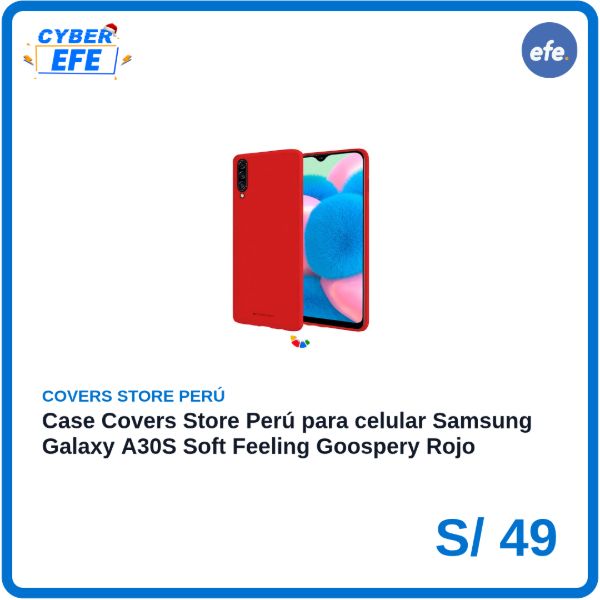 CYBER
EFE
efe.
COVERS STORE PERÚ
Case Covers Store Perú para celular Samsung
Galaxy A30S Soft Feeling Goospery Rojo
S/ 49